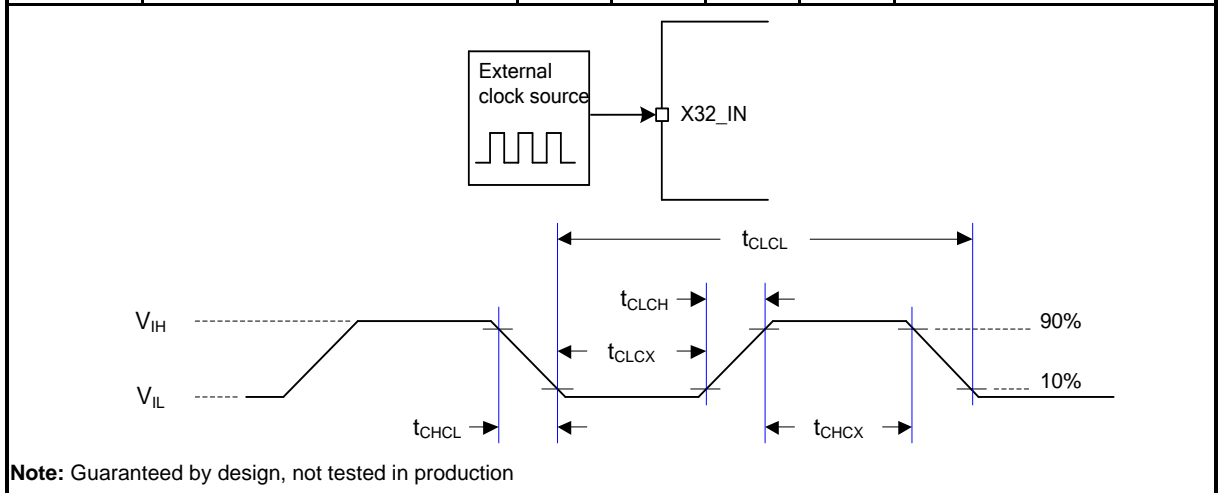 External
clock source
X32_IN
tCLCL
tCLCH
VIH
90%
tCLCX
VIL
10%
tCHCL
tCHCX
Note: Guaranteed by design, not tested in production